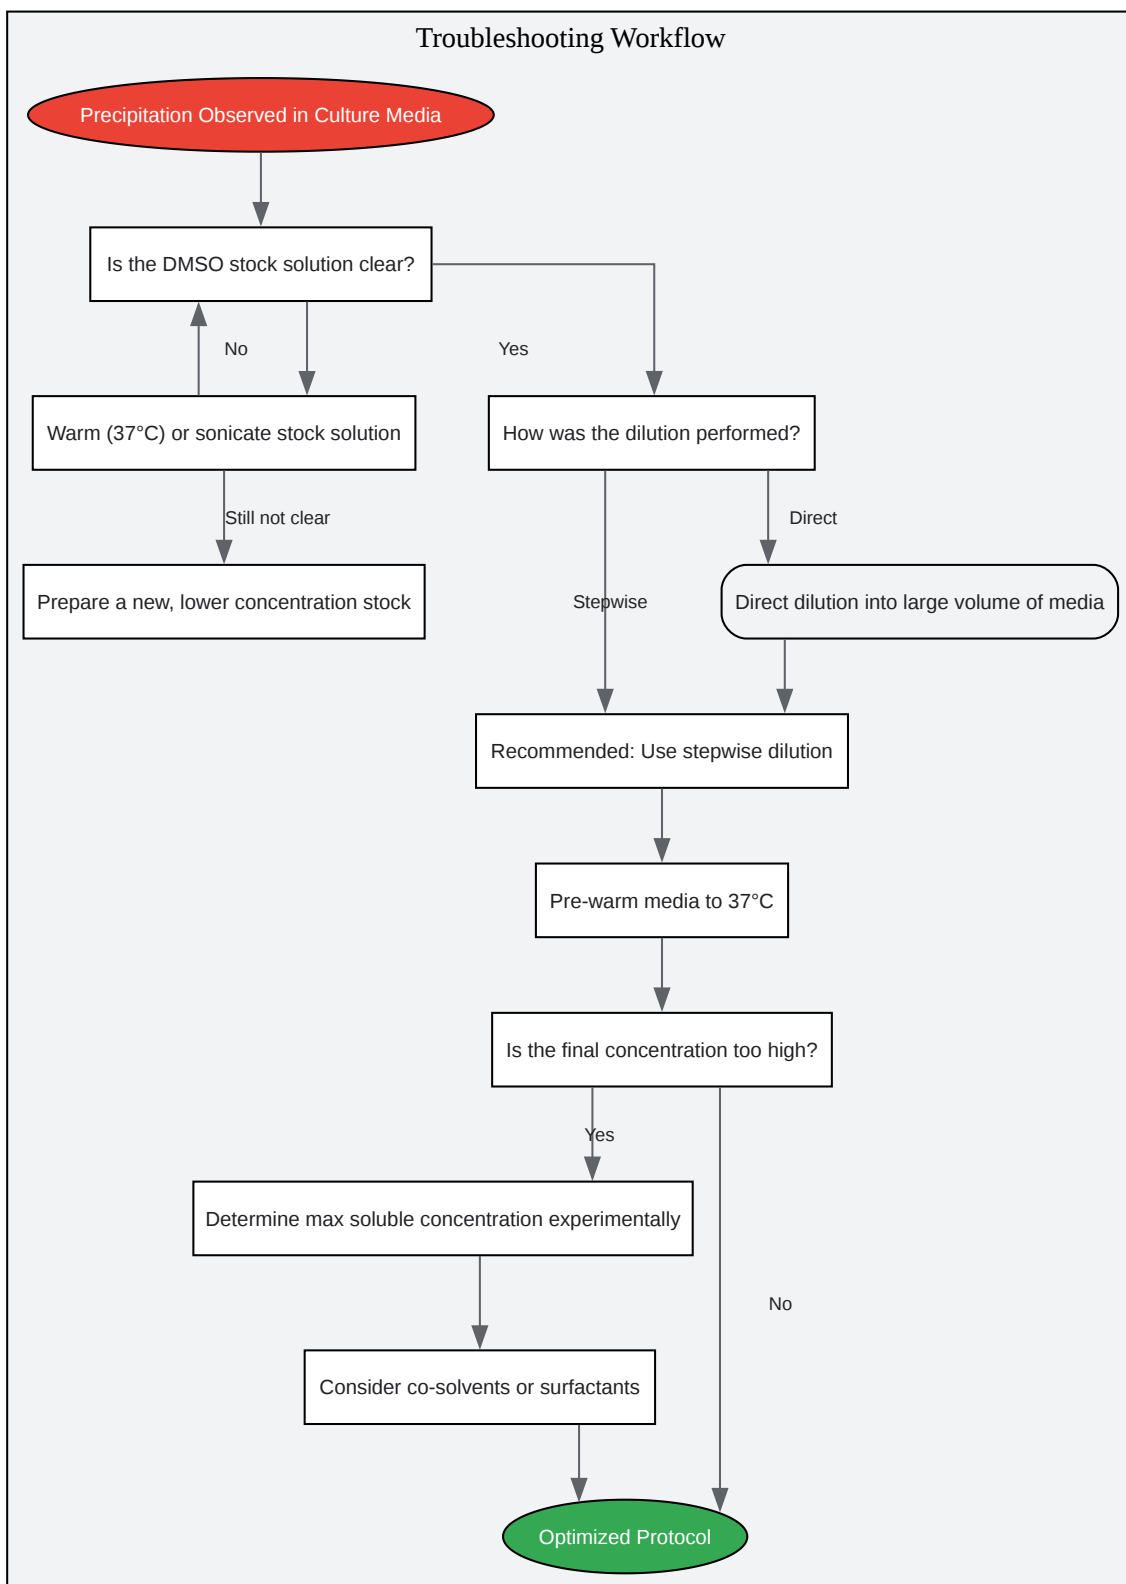 Troubleshooting Workflow
Precipitation Observed in Culture Media
Is the DMSO stock solution clear?
No
Yes
Warm (37°C) or sonicate stock solution
How was the dilution performed?
Still not clear
Direct
Prepare a new, lower concentration stock
Stepwise
Direct dilution into large volume of media
Recommended: Use stepwise dilution
Pre-warm media to 37°C
Is the final concentration too high?
Yes
Determine max soluble concentration experimentally
No
Consider co-solvents or surfactants
Optimized Protocol